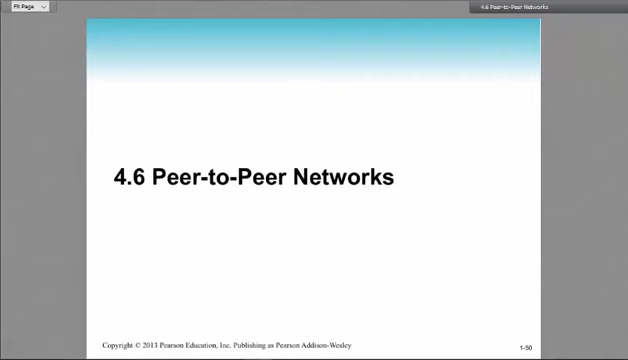 Fit Page
4.6 Peer-to-Peer Networks
4.6 Peer-to-Peer Networks
Copyright © 2013 Pearson Education, Inc. Publishing as Pearson Addison-Wesley
1-50